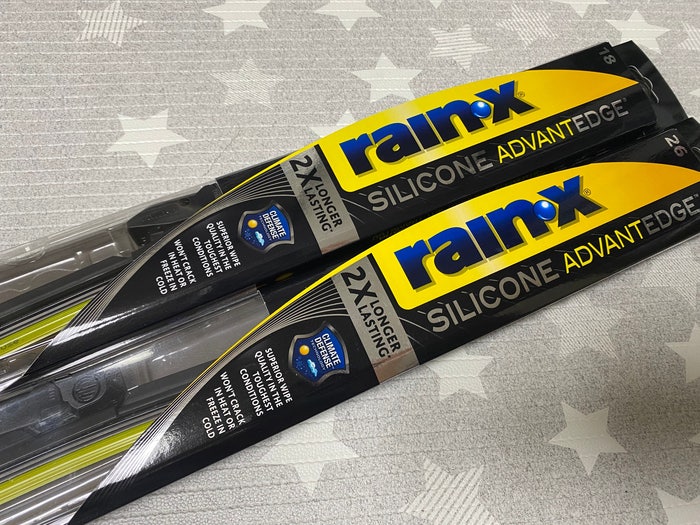 18
rain-x®
SILICONE ADVANTEDGE®
2X LONGER
LASTING*
CLIMATE
DEFENSE
SUPERIOR WIPE
QUALITY IN THE
TOUGHEST
CONDITIONS
WON'T CRACK
IN HEAT OR
FREEZE IN
COLD
26
rain-x®
SILICONE ADVANTEDGE®
2X LONGER
LASTING*
CLIMATE
DEFENSE
SUPERIOR WIPE
QUALITY IN THE
TOUGHEST
CONDITIONS
WON'T CRACK
IN HEAT OR
FREEZE IN
COLD